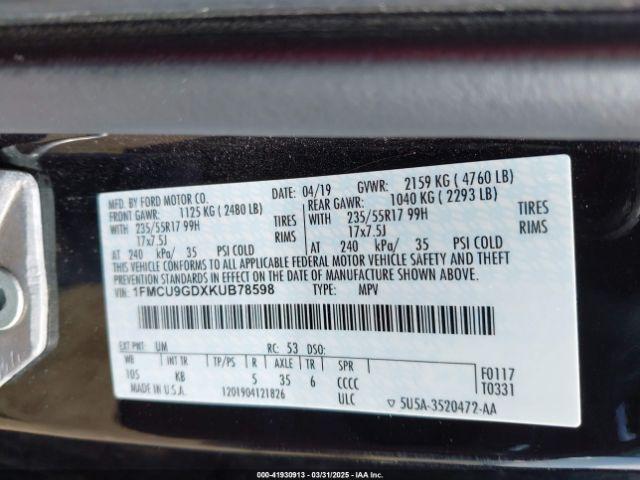 MFD. BY FORD MOTOR CO.
DATE: 04/19 GVWR: 2159 KG ( 4760 LB)
FRONT GAWR: 1125 KG ( 2480 LB) REAR GAWR: 1040 KG ( 2293 LB)
WITH 235/55R17 99H TIRES WITH 235/55R17 99H TIRES
17x7.5J RIMS 17x7.5J RIMS
AT 240 kPa/ 35 PSI COLD AT 240 kPa/ 35 PSI COLD
THIS VEHICLE CONFORMS TO ALL APPLICABLE FEDERAL MOTOR VEHICLE SAFETY AND THEFT
PREVENTION STANDARDS IN EFFECT ON THE DATE OF MANUFACTURE SHOWN ABOVE.
VIN: 1FMCU9GDXKUB78598 TYPE: MPV
EXT PNT: UM RC: 53 DSO:
WB INT TR TP/PS R AXLE TR SPR
105 KB 5 35 6 CCCC
F0117
T0331
MADE IN U.S.A. 1201904121826 ULC
▽ 5U5A-3520472-AA
000-41930913 - 03/31/2025 - IAA Inc.